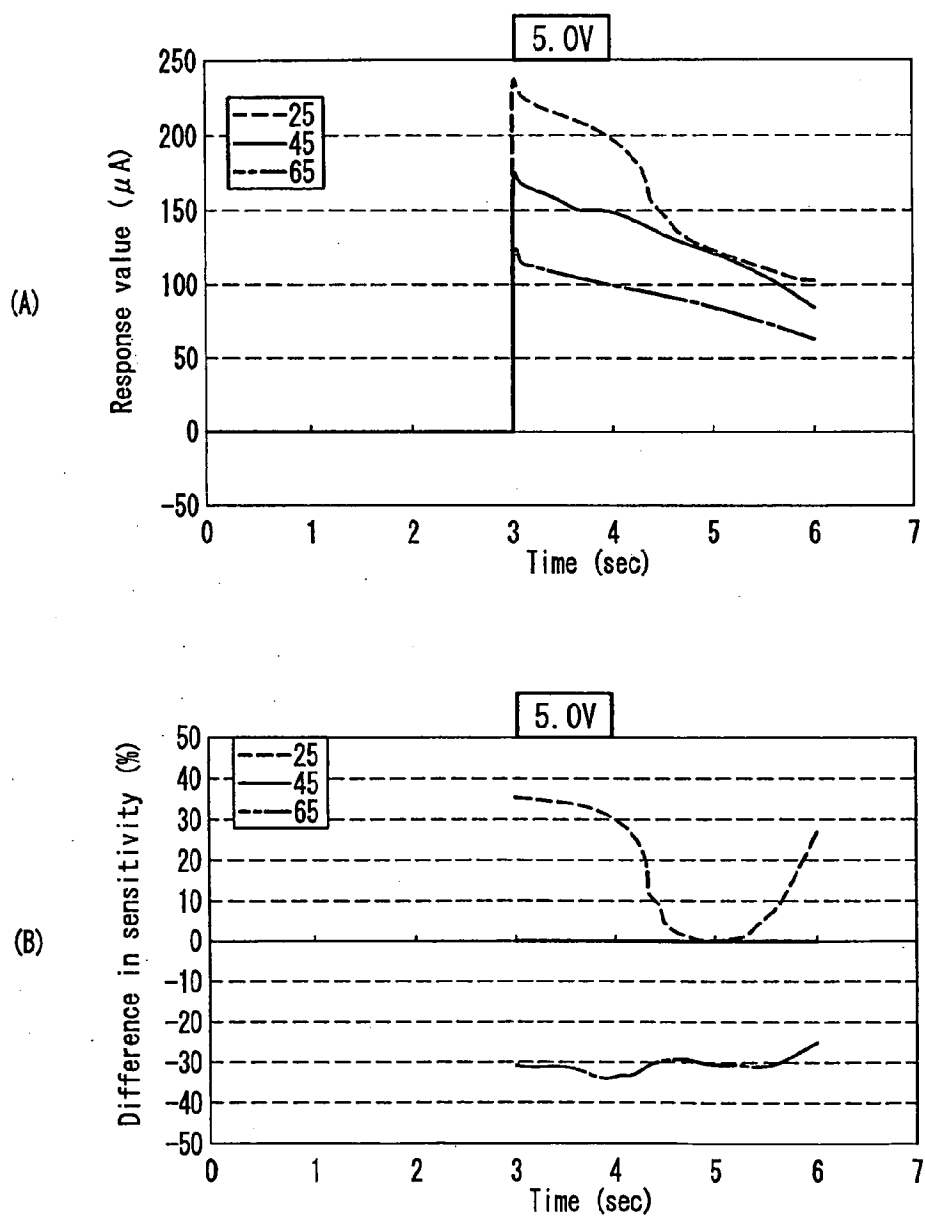 5.0V
250
200
150
100
50
0
-50
25
45
65
Response value (μA)
(A)
0 1 2 3 4 5 6 7
Time (sec)
5.0V
50
40
30
20
10
0
-10
-20
-30
-40
-50
25
45
65
Difference in sensitivity (%)
(B)
0 1 2 3 4 5 6 7
Time (sec)